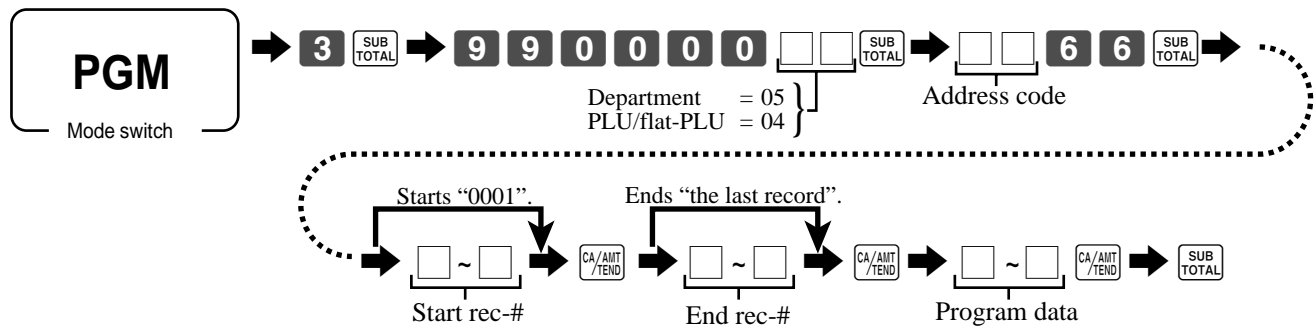 PGM
Mode switch
3 SUB TOTAL 9 9 0 0 0 0 SUB TOTAL 6 6 SUB TOTAL
Department = 05
PLU/flat-PLU = 04
Address code
Starts “0001”.
Ends “the last record”.
~ CA/AMT /TEND ~ CA/AMT /TEND ~ CA/AMT /TEND SUB TOTAL
Start rec-#
End rec-#
Program data